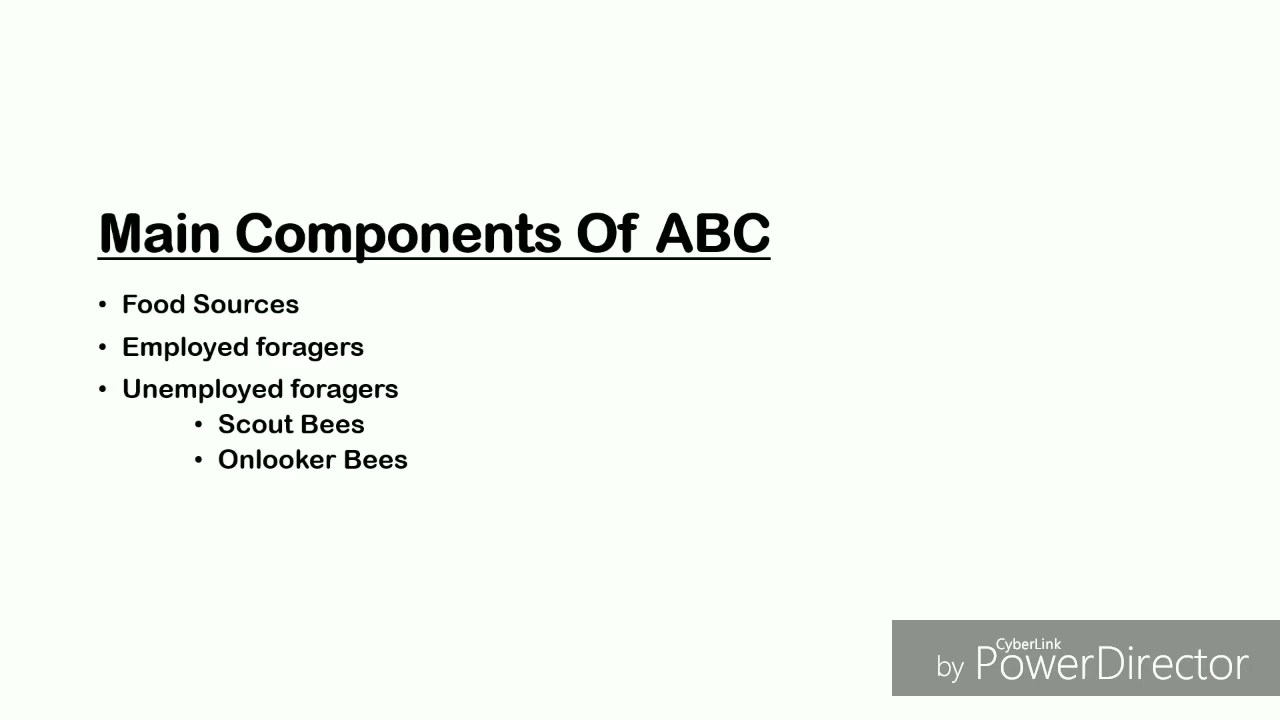 Main Components Of ABC
• Food Sources
• Employed foragers
• Unemployed foragers
• Scout Bees
• Onlooker Bees
CyberLink
by PowerDirector